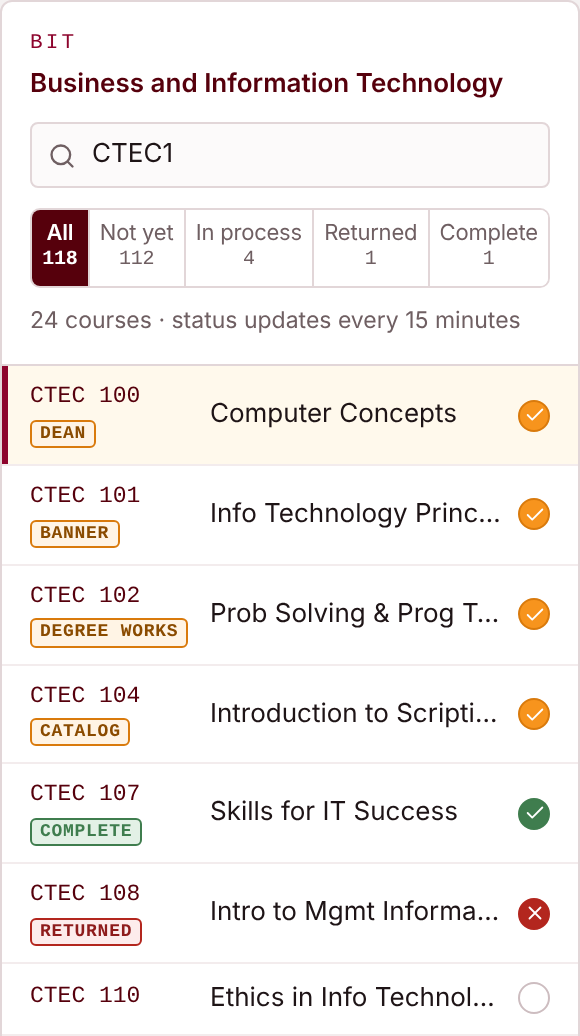 BIT
Business and Information Technology
CTEC1
All Not yet In process Returned Complete
118 112 4 1 1
24 courses · status updates every 15 minutes
CTEC 100 Computer Concepts
DEAN
CTEC 101 Info Technology Princ...
BANNER
CTEC 102 Prob Solving & Prog T...
DEGREE WORKS
CTEC 104 Introduction to Scripti...
CATALOG
CTEC 107 Skills for IT Success
COMPLETE
CTEC 108 Intro to Mgmt Informa...
RETURNED
CTEC 110 Ethics in Info Technol...